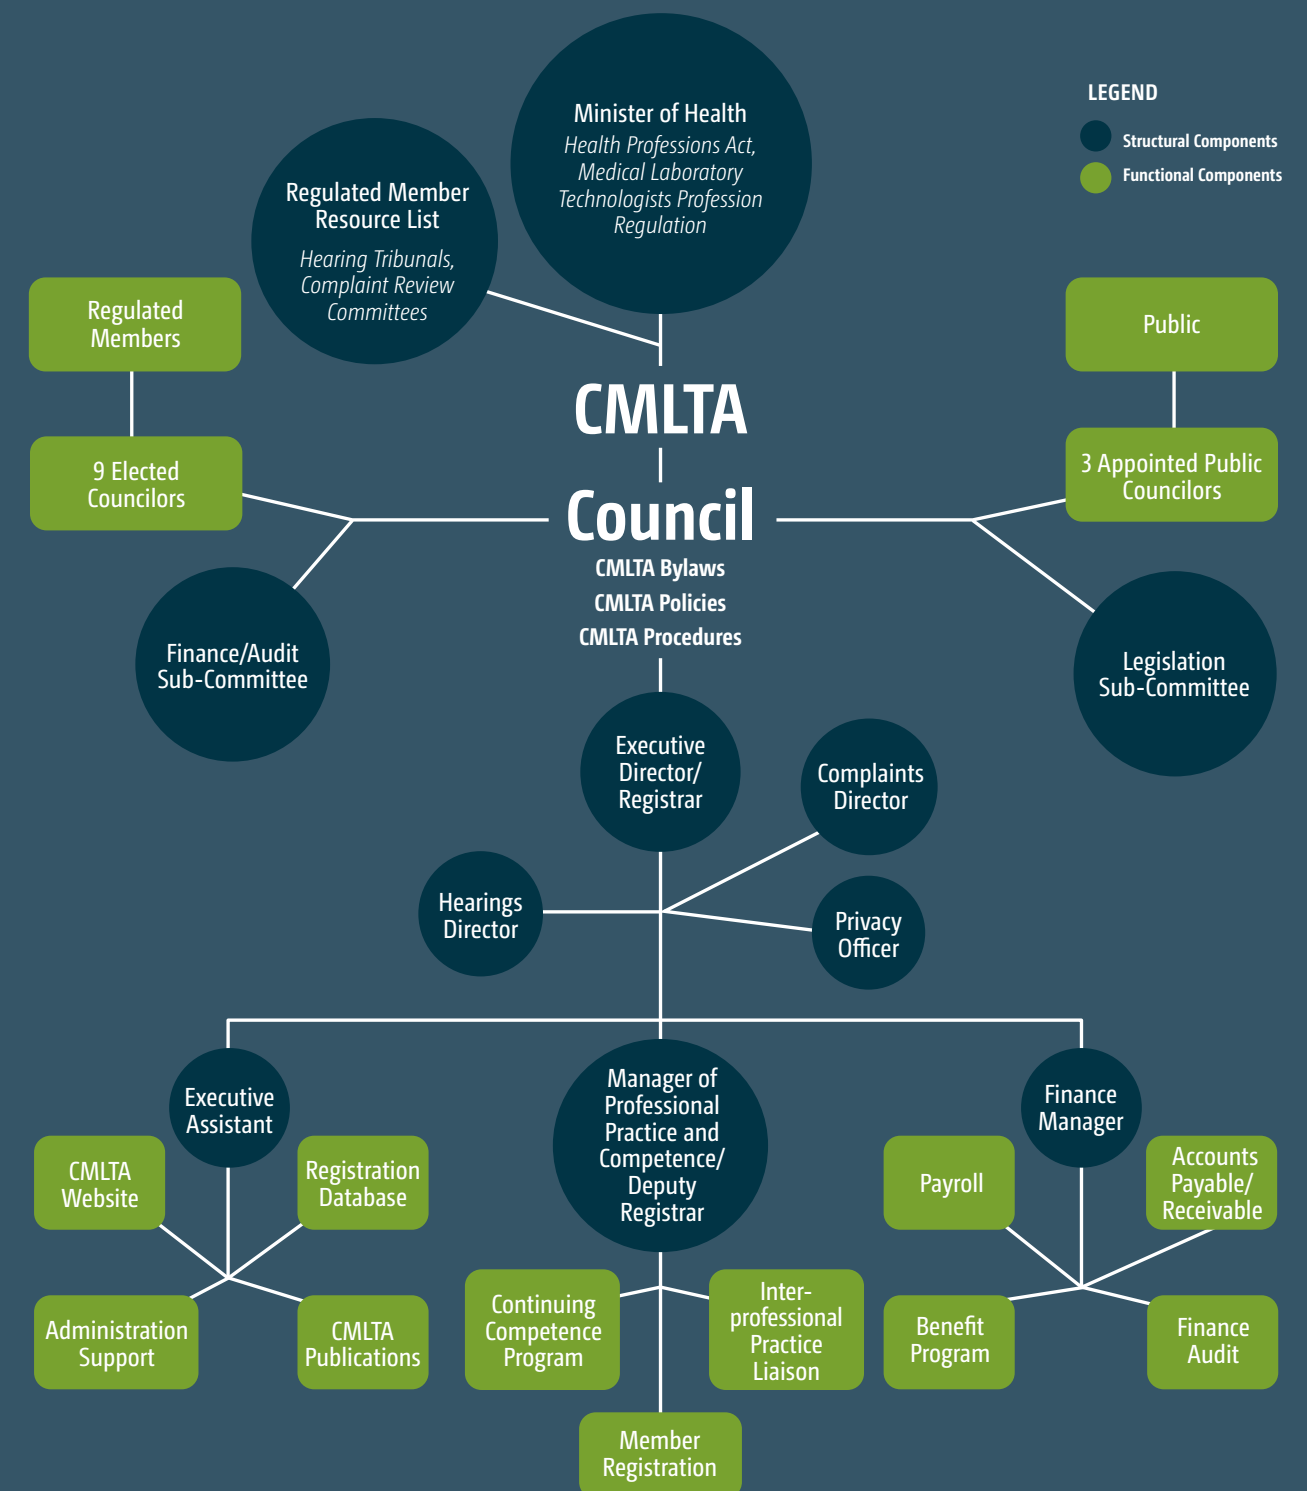 Minister of Health
Health Professions Act,
Medical Laboratory
Technologists Profession
Regulation
LEGEND
Structural Components
Functional Components
Regulated Member
Resource List
Hearing Tribunals,
Complaint Review
Committees
Regulated
Members
Public
CMLTA
9 Elected
Councilors
3 Appointed Public
Councilors
Council
CMLTA Bylaws
CMLTA Policies
CMLTA Procedures
Finance/Audit
Sub-Committee
Legislation
Sub-Committee
Executive
Director/
Registrar
Complaints
Director
Hearings
Director
Privacy
Officer
Executive
Assistant
Manager of
Professional
Practice and
Competence/
Deputy
Registrar
Finance
Manager
CMLTA
Website
Registration
Database
Payroll
Accounts
Payable/
Receivable
Administration
Support
CMLTA
Publications
Continuing
Competence
Program
Inter-
professional
Practice
Liaison
Benefit
Program
Finance
Audit
Member
Registration